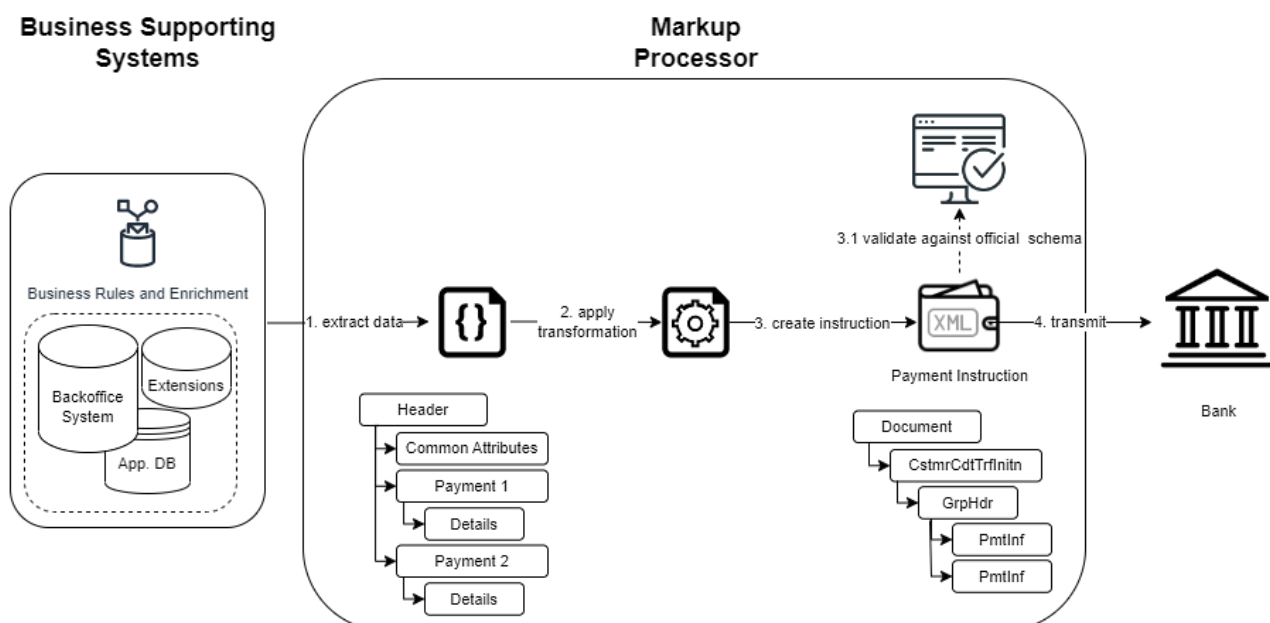 Business Supporting
Systems
Markup
Processor
3.1 validate against official schema
Business Rules and Enrichment
1. extract data
{}
2. apply
transformation
3. create instruction
XML
4. transmit
Backoffice
System
Extensions
App. DB
Payment Instruction
Bank
Header
Common Attributes
Payment 1
Details
Payment 2
Details
Document
CstmrCdtTrfInitn
GrpHdr
PmtInf
PmtInf